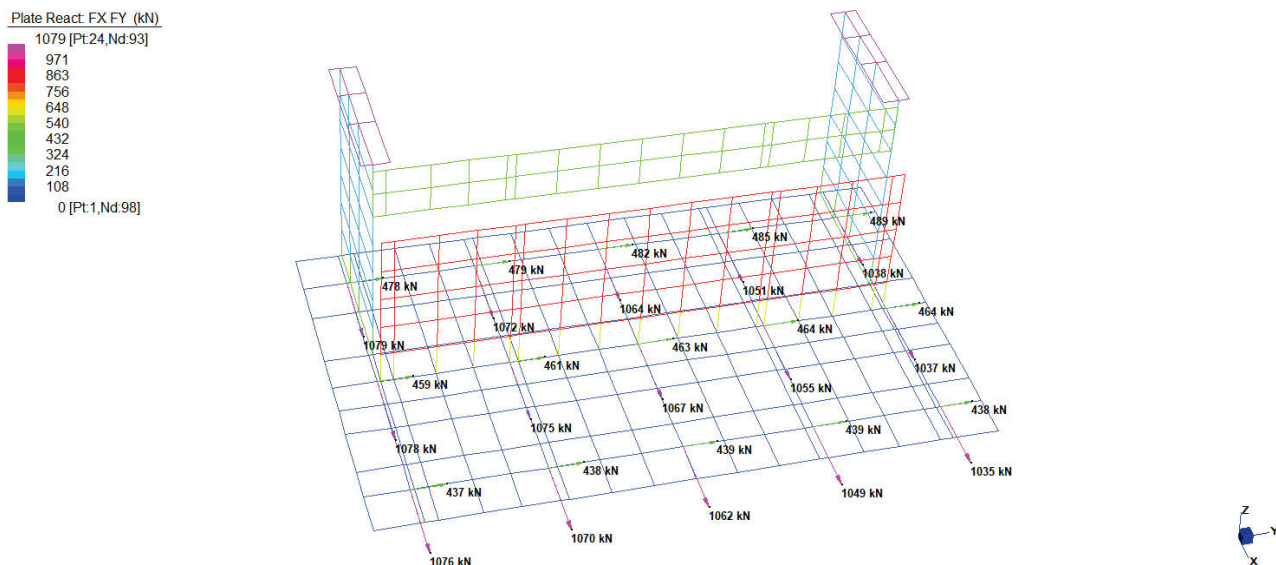 Plate React: FX FY (kN)
1079 [Pt:24,Nd:93]
971
863
756
648
540
432
324
216
108
0 [Pt:1,Nd:98]
489 kN
485 kN
482 kN
479 kN
478 kN
1038 kN
1051 kN
1064 kN
1072 kN
1079 kN
464 kN
464 kN
463 kN
461 kN
459 kN
1037 kN
1055 kN
1067 kN
1075 kN
1078 kN
438 kN
439 kN
439 kN
438 kN
437 kN
1035 kN
1049 kN
1062 kN
1070 kN
1076 kN
Z
Y
X